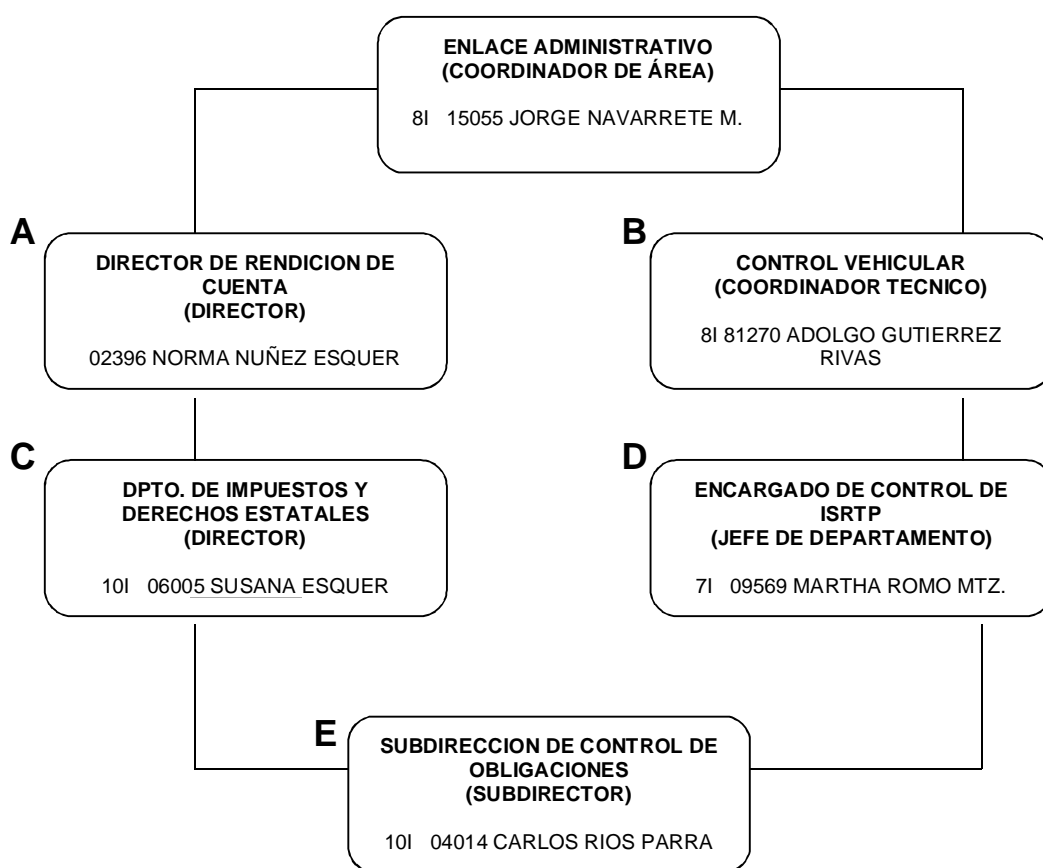 ENLACE ADMINISTRATIVO
(COORDINADOR DE ÁREA)
8I 15055 JORGE NAVARRETE M.
A
DIRECTOR DE RENDICION DE
CUENTA
(DIRECTOR)
02396 NORMA NUÑEZ ESQUER
B
CONTROL VEHICULAR
(COORDINADOR TECNICO)
8I 81270 ADOLGO GUTIERREZ
RIVAS
C
DPTO. DE IMPUESTOS Y
DERECHOS ESTATALES
(DIRECTOR)
10I 06005 SUSANA ESQUER
D
ENCARGADO DE CONTROL DE
ISRTP
(JEFE DE DEPARTAMENTO)
7I 09569 MARTHA ROMO MTZ.
E
SUBDIRECCION DE CONTROL DE
OBLIGACIONES
(SUBDIRECTOR)
10I 04014 CARLOS RIOS PARRA